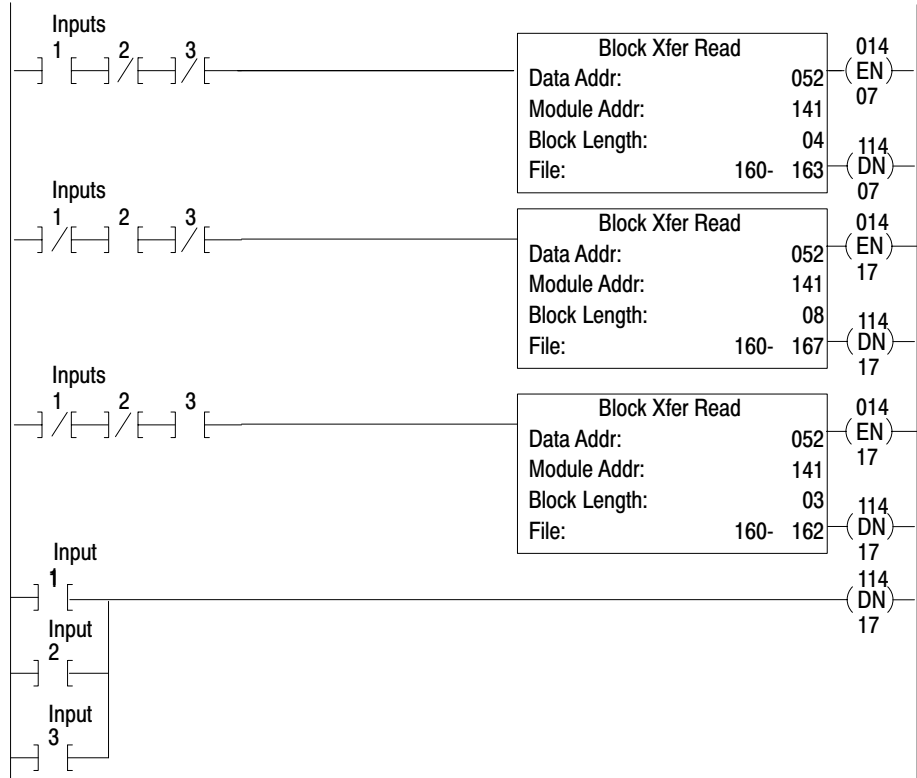 Inputs
1 2 3
Block Xfer Read
Data Addr: 052
Module Addr: 141
Block Length: 04
File: 160- 163
014
EN
07
114
DN
07
Inputs
1 2 3
Block Xfer Read
Data Addr: 052
Module Addr: 141
Block Length: 08
File: 160- 167
014
EN
17
114
DN
17
Inputs
1 2 3
Block Xfer Read
Data Addr: 052
Module Addr: 141
Block Length: 03
File: 160- 162
014
EN
17
114
DN
17
Input
1
114
DN
17
Input
2
Input
3